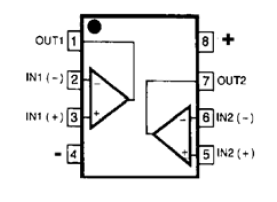 OUT1 1
8 +
IN1 (−) 2
−
7 OUT2
IN1 (+) 3
+
−
6 IN2 (−)
− 4
+
5 IN2 (+)